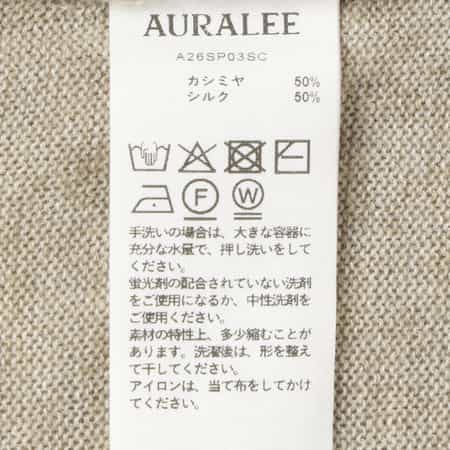 AURALEE
A26SP03SC
カシミヤ 50%
シルク 50%
F
W
手洗いの場合は、大きな容器に
充分な水量で、押し洗いをして
ください。
蛍光剤の配合されていない洗剤
をご使用になるか、中性洗剤を
ご使用ください。
素材の特性上、多少縮むことが
あります。洗濯後は、形を整え
て干してください。
アイロンは、当て布をしてかけ
てください。